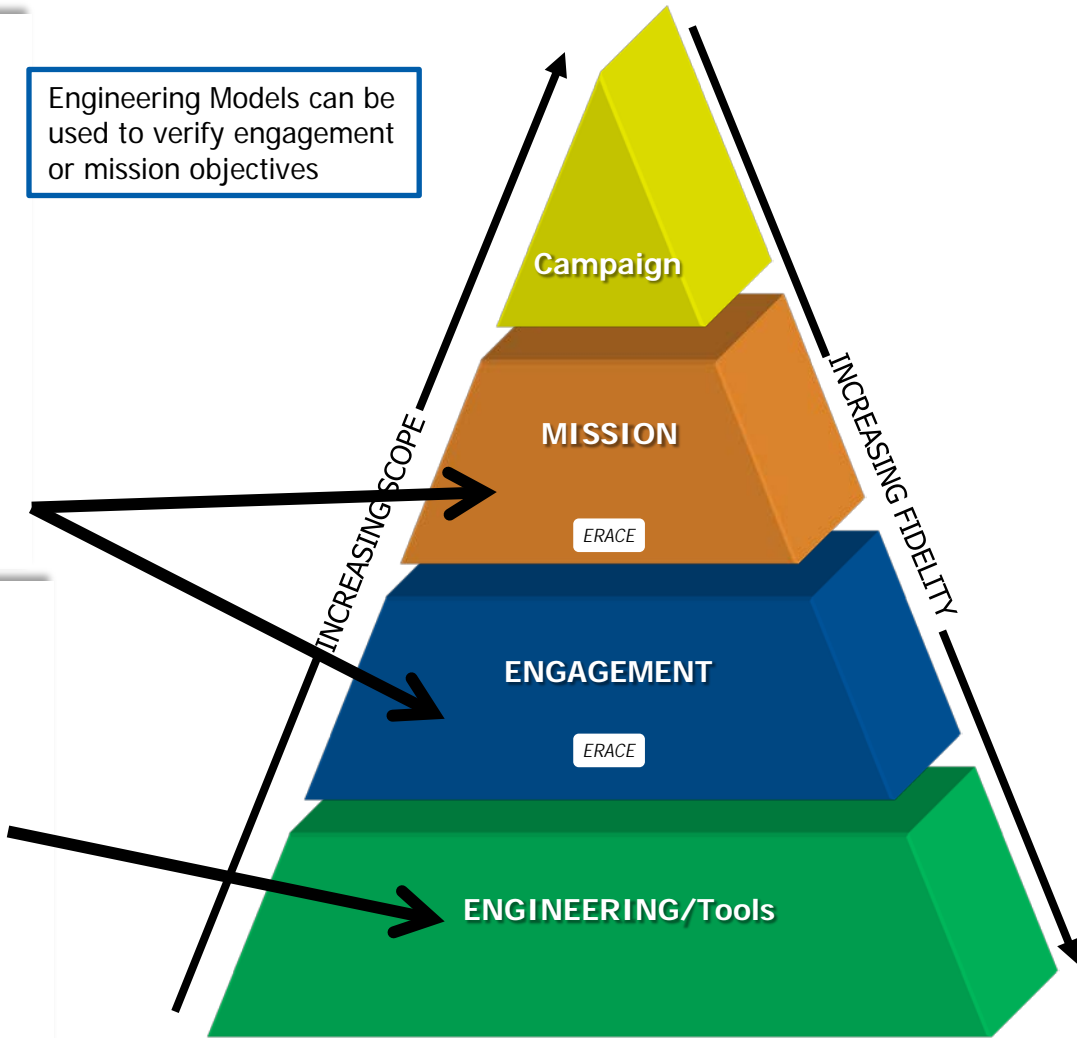 Engineering Models can be
used to verify engagement
or mission objectives
Campaign
MISSION
ERACE
ENGAGEMENT
ERACE
ENGINEERING/Tools
INCREASING SCOPE
INCREASING FIDELITY